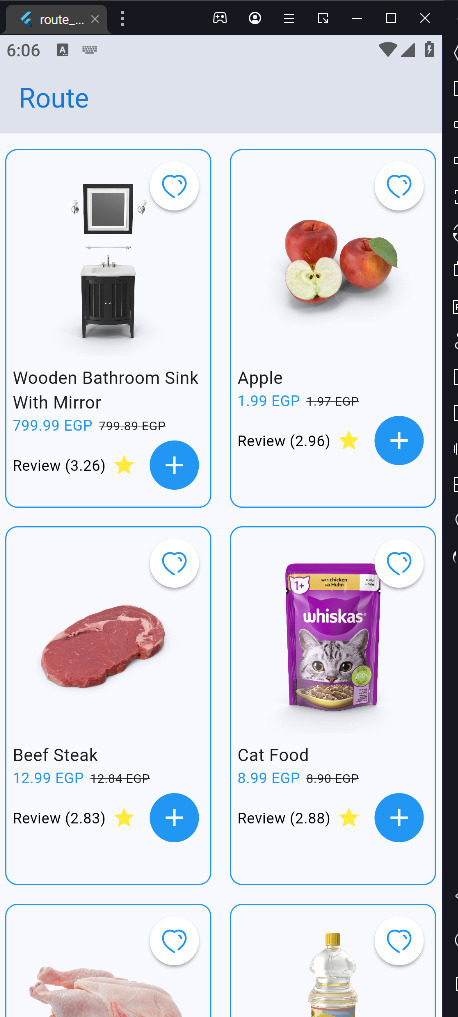 route_...
6:06
A
Route
Wooden Bathroom Sink
With Mirror
799.99 EGP 799.89 EGP
Review (3.26)
Apple
1.99 EGP 1.97 EGP
Review (2.96)
Beef Steak
12.99 EGP 12.84 EGP
Review (2.83)
1+
whiskas
Cat Food
8.99 EGP 8.90 EGP
Review (2.88)